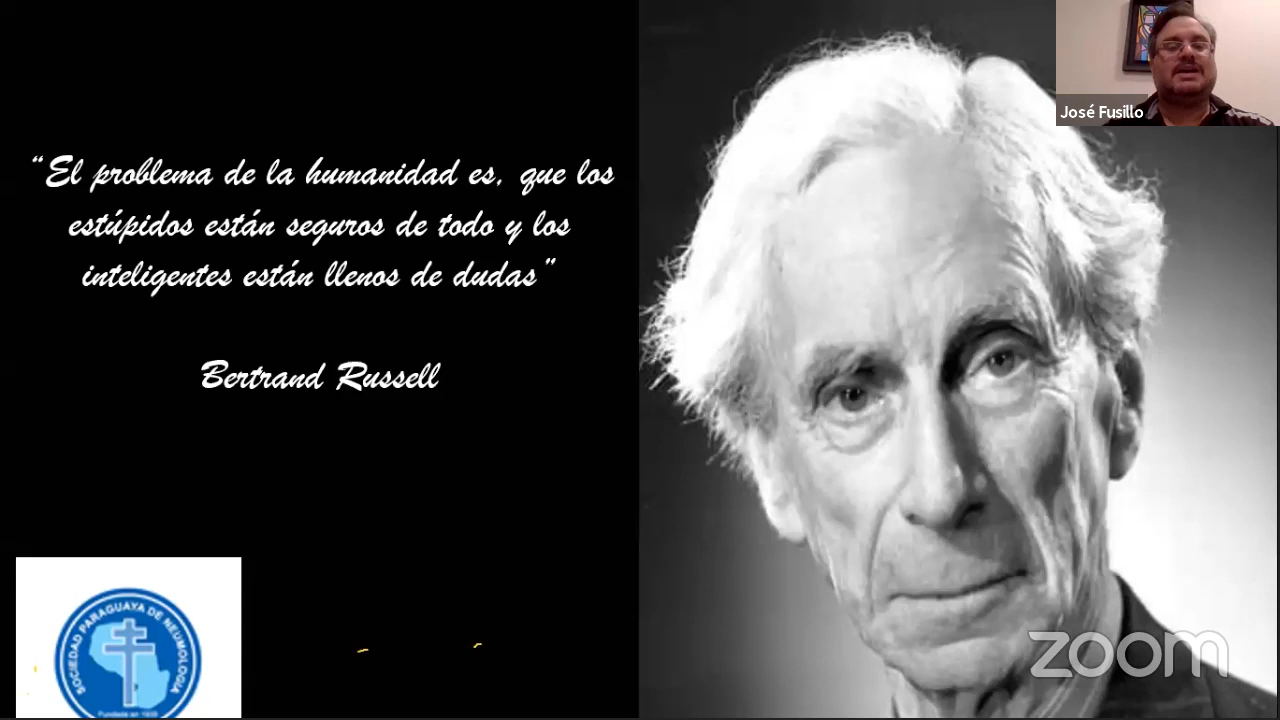 “El problema de la humanidad es, que los
estúpidos están seguros de todo y los
inteligentes están llenos de dudas“
Bertrand Russell
José Fusillo
SOCIEDAD PARAGUAYA DE NEUMOLOGIA
zoom